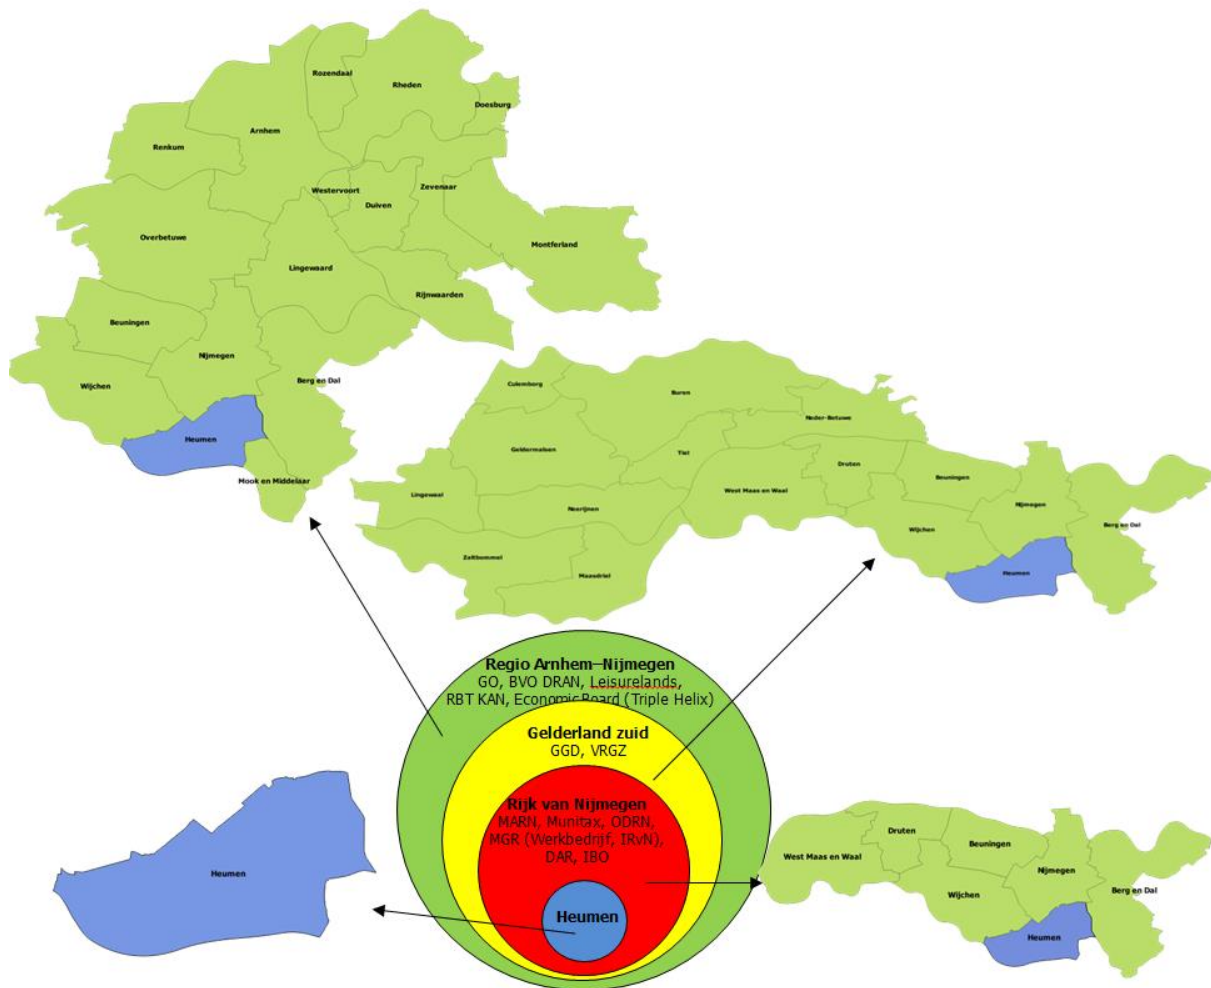 Rozendaal
Rheden
Doesburg
Arnhem
Renkum
Westervoort
Duiven
Zevenaar
Overbetuwe
Montferland
Lingewaard
Rijnwaarden
Beuningen
Nijmegen
Wijchen
Berg en Dal
Heumen
Mook en Middelaar
Culemborg
Buren
Neder-Betuwe
Geldermalsen
Tiel
Druten
Beuningen
Lingewaal
West Maas en Waal
Neerijnen
Nijmegen
Wijchen
Berg en Dal
Zaltbommel
Maasdriel
Heumen
Regio Arnhem–Nijmegen
GO, BVO DRAN, Leisurelands,
RBT KAN, Economic Board (Triple Helix)
Gelderland zuid
GGD, VRGZ
Rijk van Nijmegen
MARN, Munitax, ODRN,
MGR (Werkbedrijf, IRvN),
DAR, IBO
Heumen
Heumen
Druten
Beuningen
West Maas en Waal
Nijmegen
Wijchen
Berg en Dal
Heumen